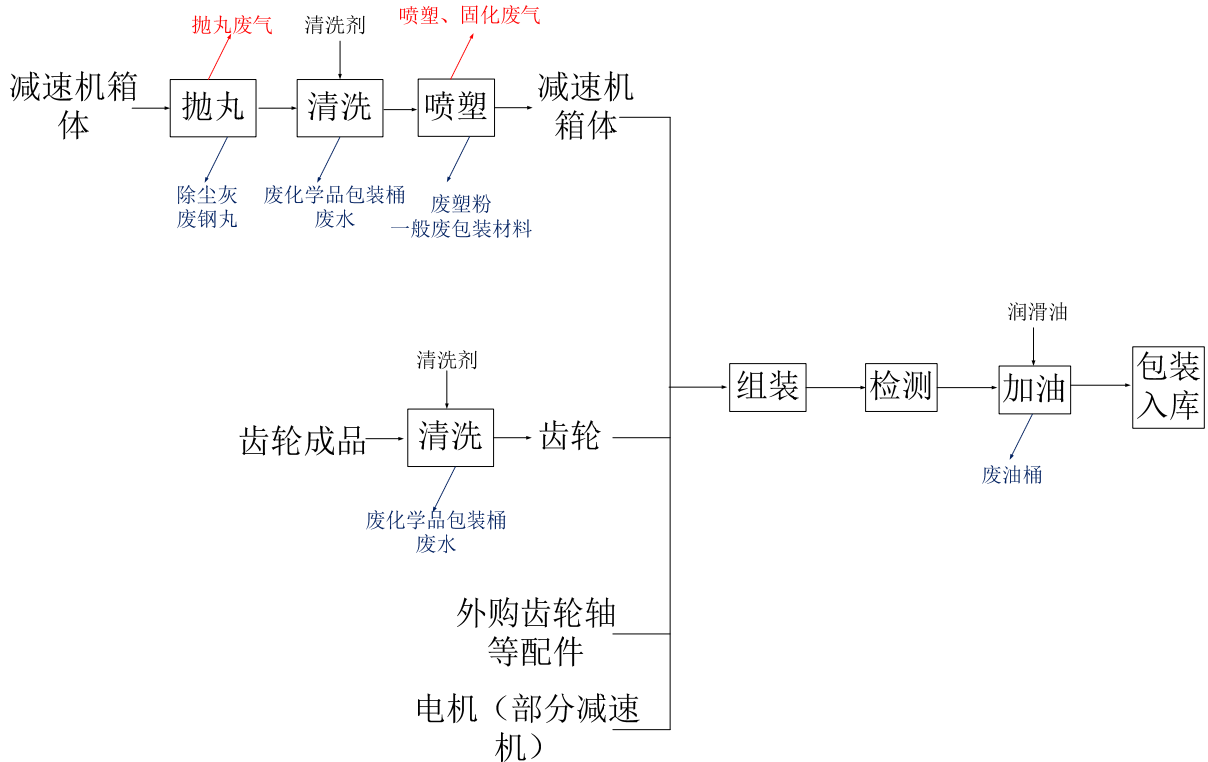 抛丸废气
清洗剂
喷塑、固化废气
减速机箱
体
抛丸
清洗
喷塑
减速机
箱体
除尘灰
废钢丸
废化学品包装桶
废水
废塑粉
一般废包装材料
清洗剂
齿轮成品
清洗
齿轮
废化学品包装桶
废水
外购齿轮轴
等配件
电机（部分减速
机）
组装
检测
润滑油
加油
废油桶
包装
入库